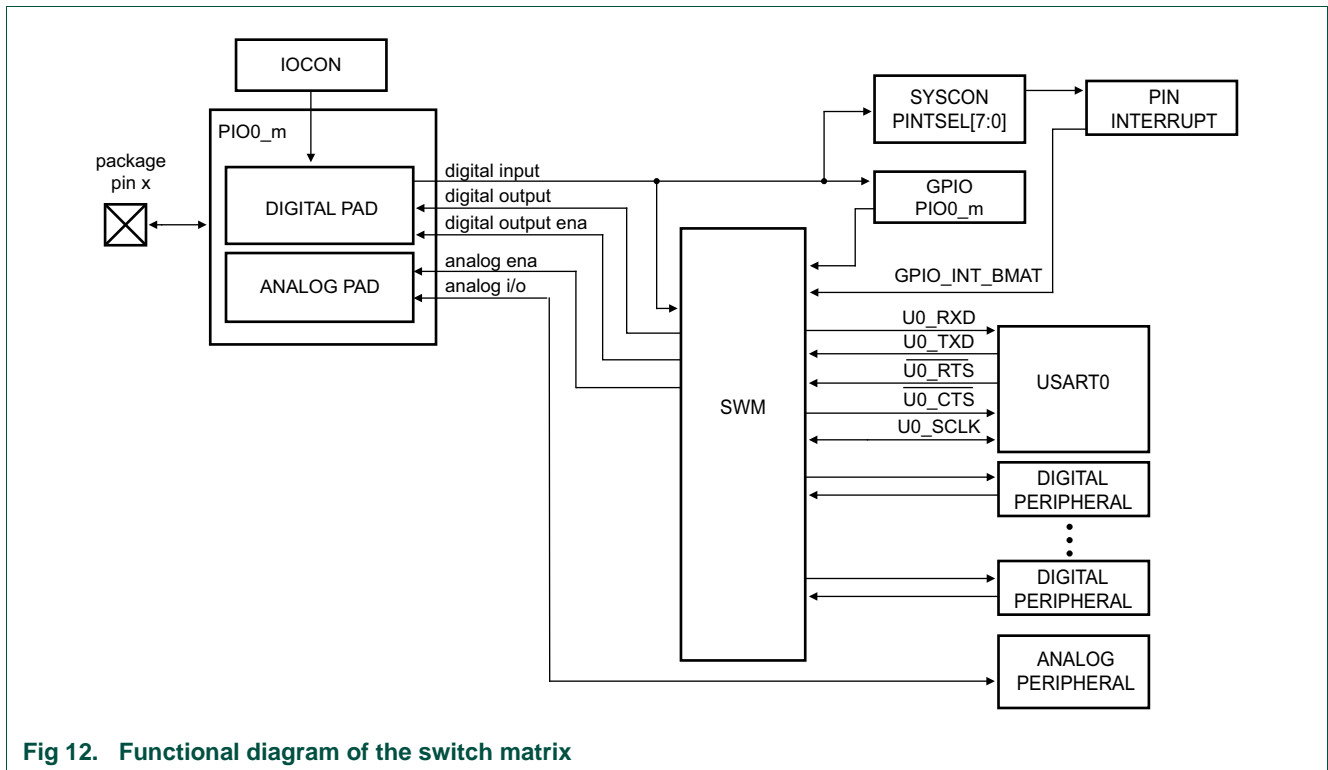 IOCON
PIO0_m
package
pin x
DIGITAL PAD
ANALOG PAD
digital input
digital output
digital output ena
analog ena
analog i/o
SYSCON
PINTSEL[7:0]
PIN
INTERRUPT
GPIO
PIO0_m
GPIO_INT_BMAT
SWM
U0_RXD
U0_TXD
U0_RTS
U0_CTS
U0_SCLK
USART0
DIGITAL
PERIPHERAL
DIGITAL
PERIPHERAL
ANALOG
PERIPHERAL
Fig 12. Functional diagram of the switch matrix